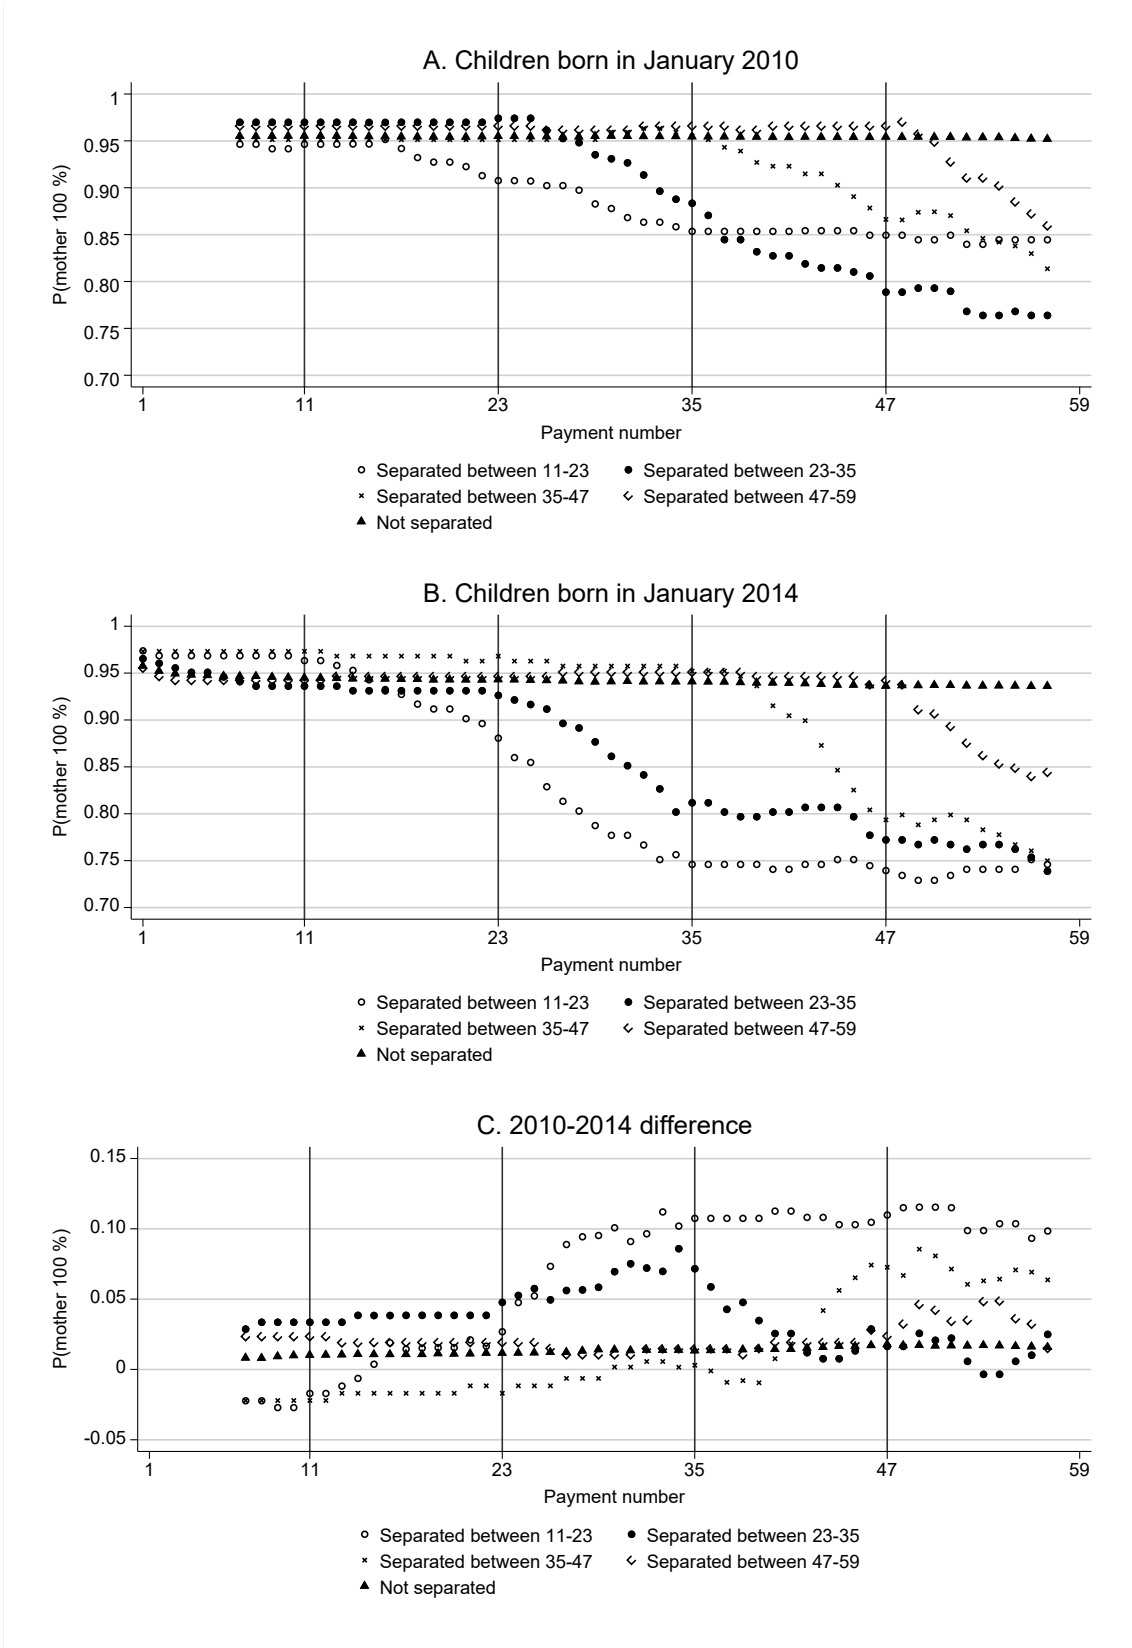 A. Children born in January 2010
1
0.95
0.90
0.85
0.80
0.75
0.70
P(mother 100 %)
1 11 23 35 47 59
Payment number
Separated between 11-23 Separated between 23-35
Separated between 35-47 Separated between 47-59
Not separated
B. Children born in January 2014
1
0.95
0.90
0.85
0.80
0.75
0.70
P(mother 100 %)
1 11 23 35 47 59
Payment number
Separated between 11-23 Separated between 23-35
Separated between 35-47 Separated between 47-59
Not separated
C. 2010-2014 difference
0.15
0.10
0.05
0
-0.05
P(mother 100 %)
1 11 23 35 47 59
Payment number
Separated between 11-23 Separated between 23-35
Separated between 35-47 Separated between 47-59
Not separated